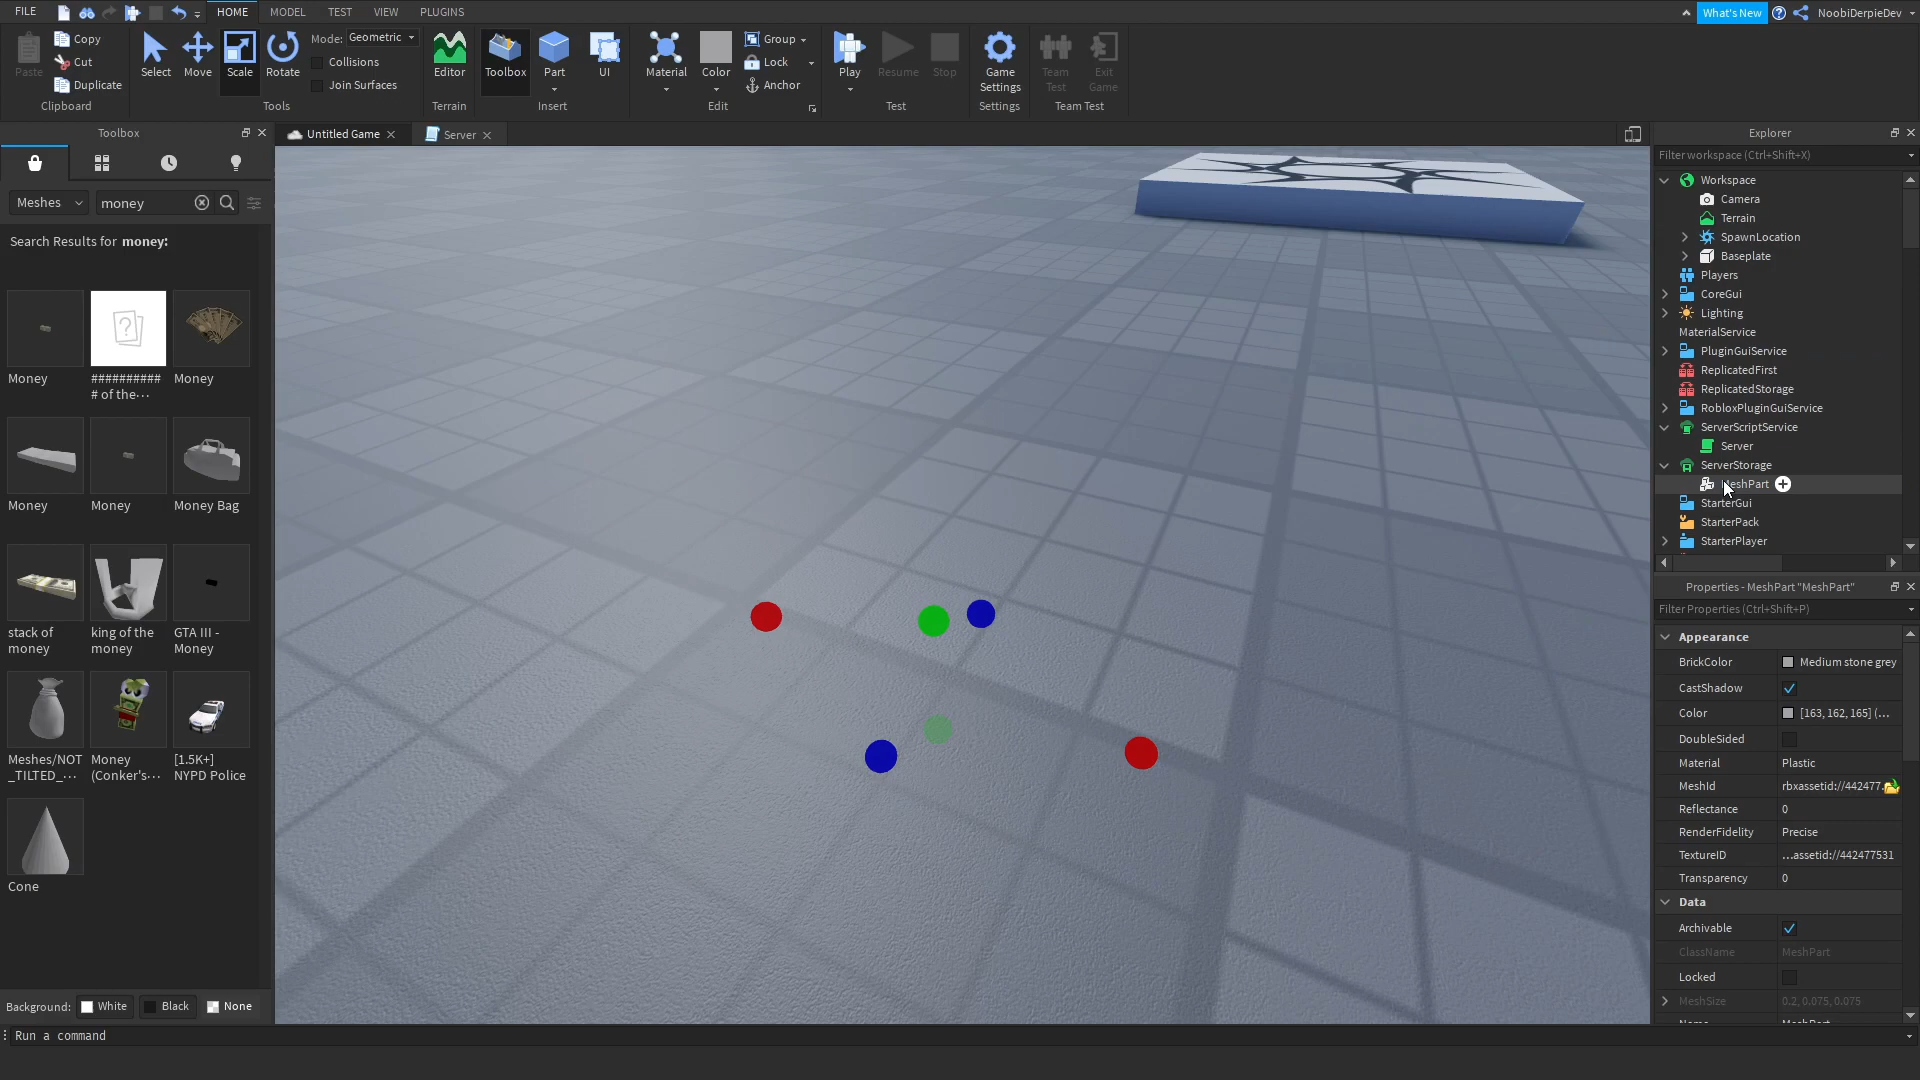 FILE
HOME
MODEL
TEST
VIEW
PLUGINS
What's New
NoobiDerpieDev
Paste
Copy
Cut
Duplicate
Clipboard
Select
Move
Scale
Rotate
Mode: Geometric
Collisions
Join Surfaces
Tools
Editor
Terrain
Toolbox
Part
UI
Insert
Material
Color
Group
Lock
Anchor
Edit
Play
Resume
Stop
Test
Game
Settings
Settings
Team
Test
Exit
Game
Team Test
Toolbox
Untitled Game
Server
Explorer
Meshes
money
Search Results for money:
Money
##########
# of the...
Money
Money
Money
Money Bag
stack of
money
king of the
money
GTA III -
Money
Meshes/NOT
_TILTED_...
Money
(Conker's...
[1.5K+]
NYPD Police
Cone
Background:
White
Black
None
Run a command
Filter workspace (Ctrl+Shift+X)
Workspace
Camera
Terrain
SpawnLocation
Baseplate
Players
CoreGui
Lighting
MaterialService
PluginGuiService
ReplicatedFirst
ReplicatedStorage
RobloxPluginGuiService
ServerScriptService
Server
ServerStorage
MeshPart
StarterGui
StarterPack
StarterPlayer
Properties - MeshPart "MeshPart"
Filter Properties (Ctrl+Shift+P)
Appearance
BrickColor Medium stone grey
CastShadow
Color [163, 162, 165] (...
DoubleSided
Material Plastic
MeshId rbxassetid://442477.
Reflectance 0
RenderFidelity Precise
TextureID ...assetid://442477531
Transparency 0
Data
Archivable
ClassName MeshPart
Locked
MeshSize 0.2, 0.075, 0.075